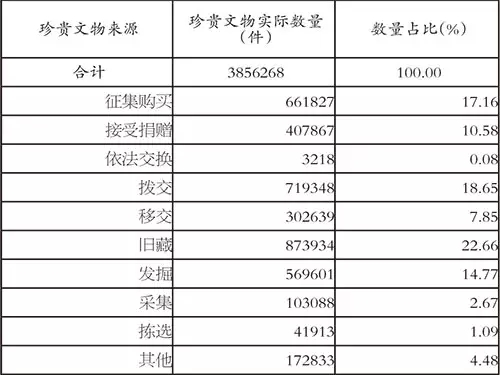 珍贵文物来源 珍贵文物实际数量(件) 数量占比(%)
合计 3856268 100.00
征集购买 661827 17.16
接受捐赠 407867 10.58
依法交换 3218 0.08
拨交 719348 18.65
移交 302639 7.85
旧藏 873934 22.66
发掘 569601 14.77
采集 103088 2.67
拣选 41913 1.09
其他 172833 4.48